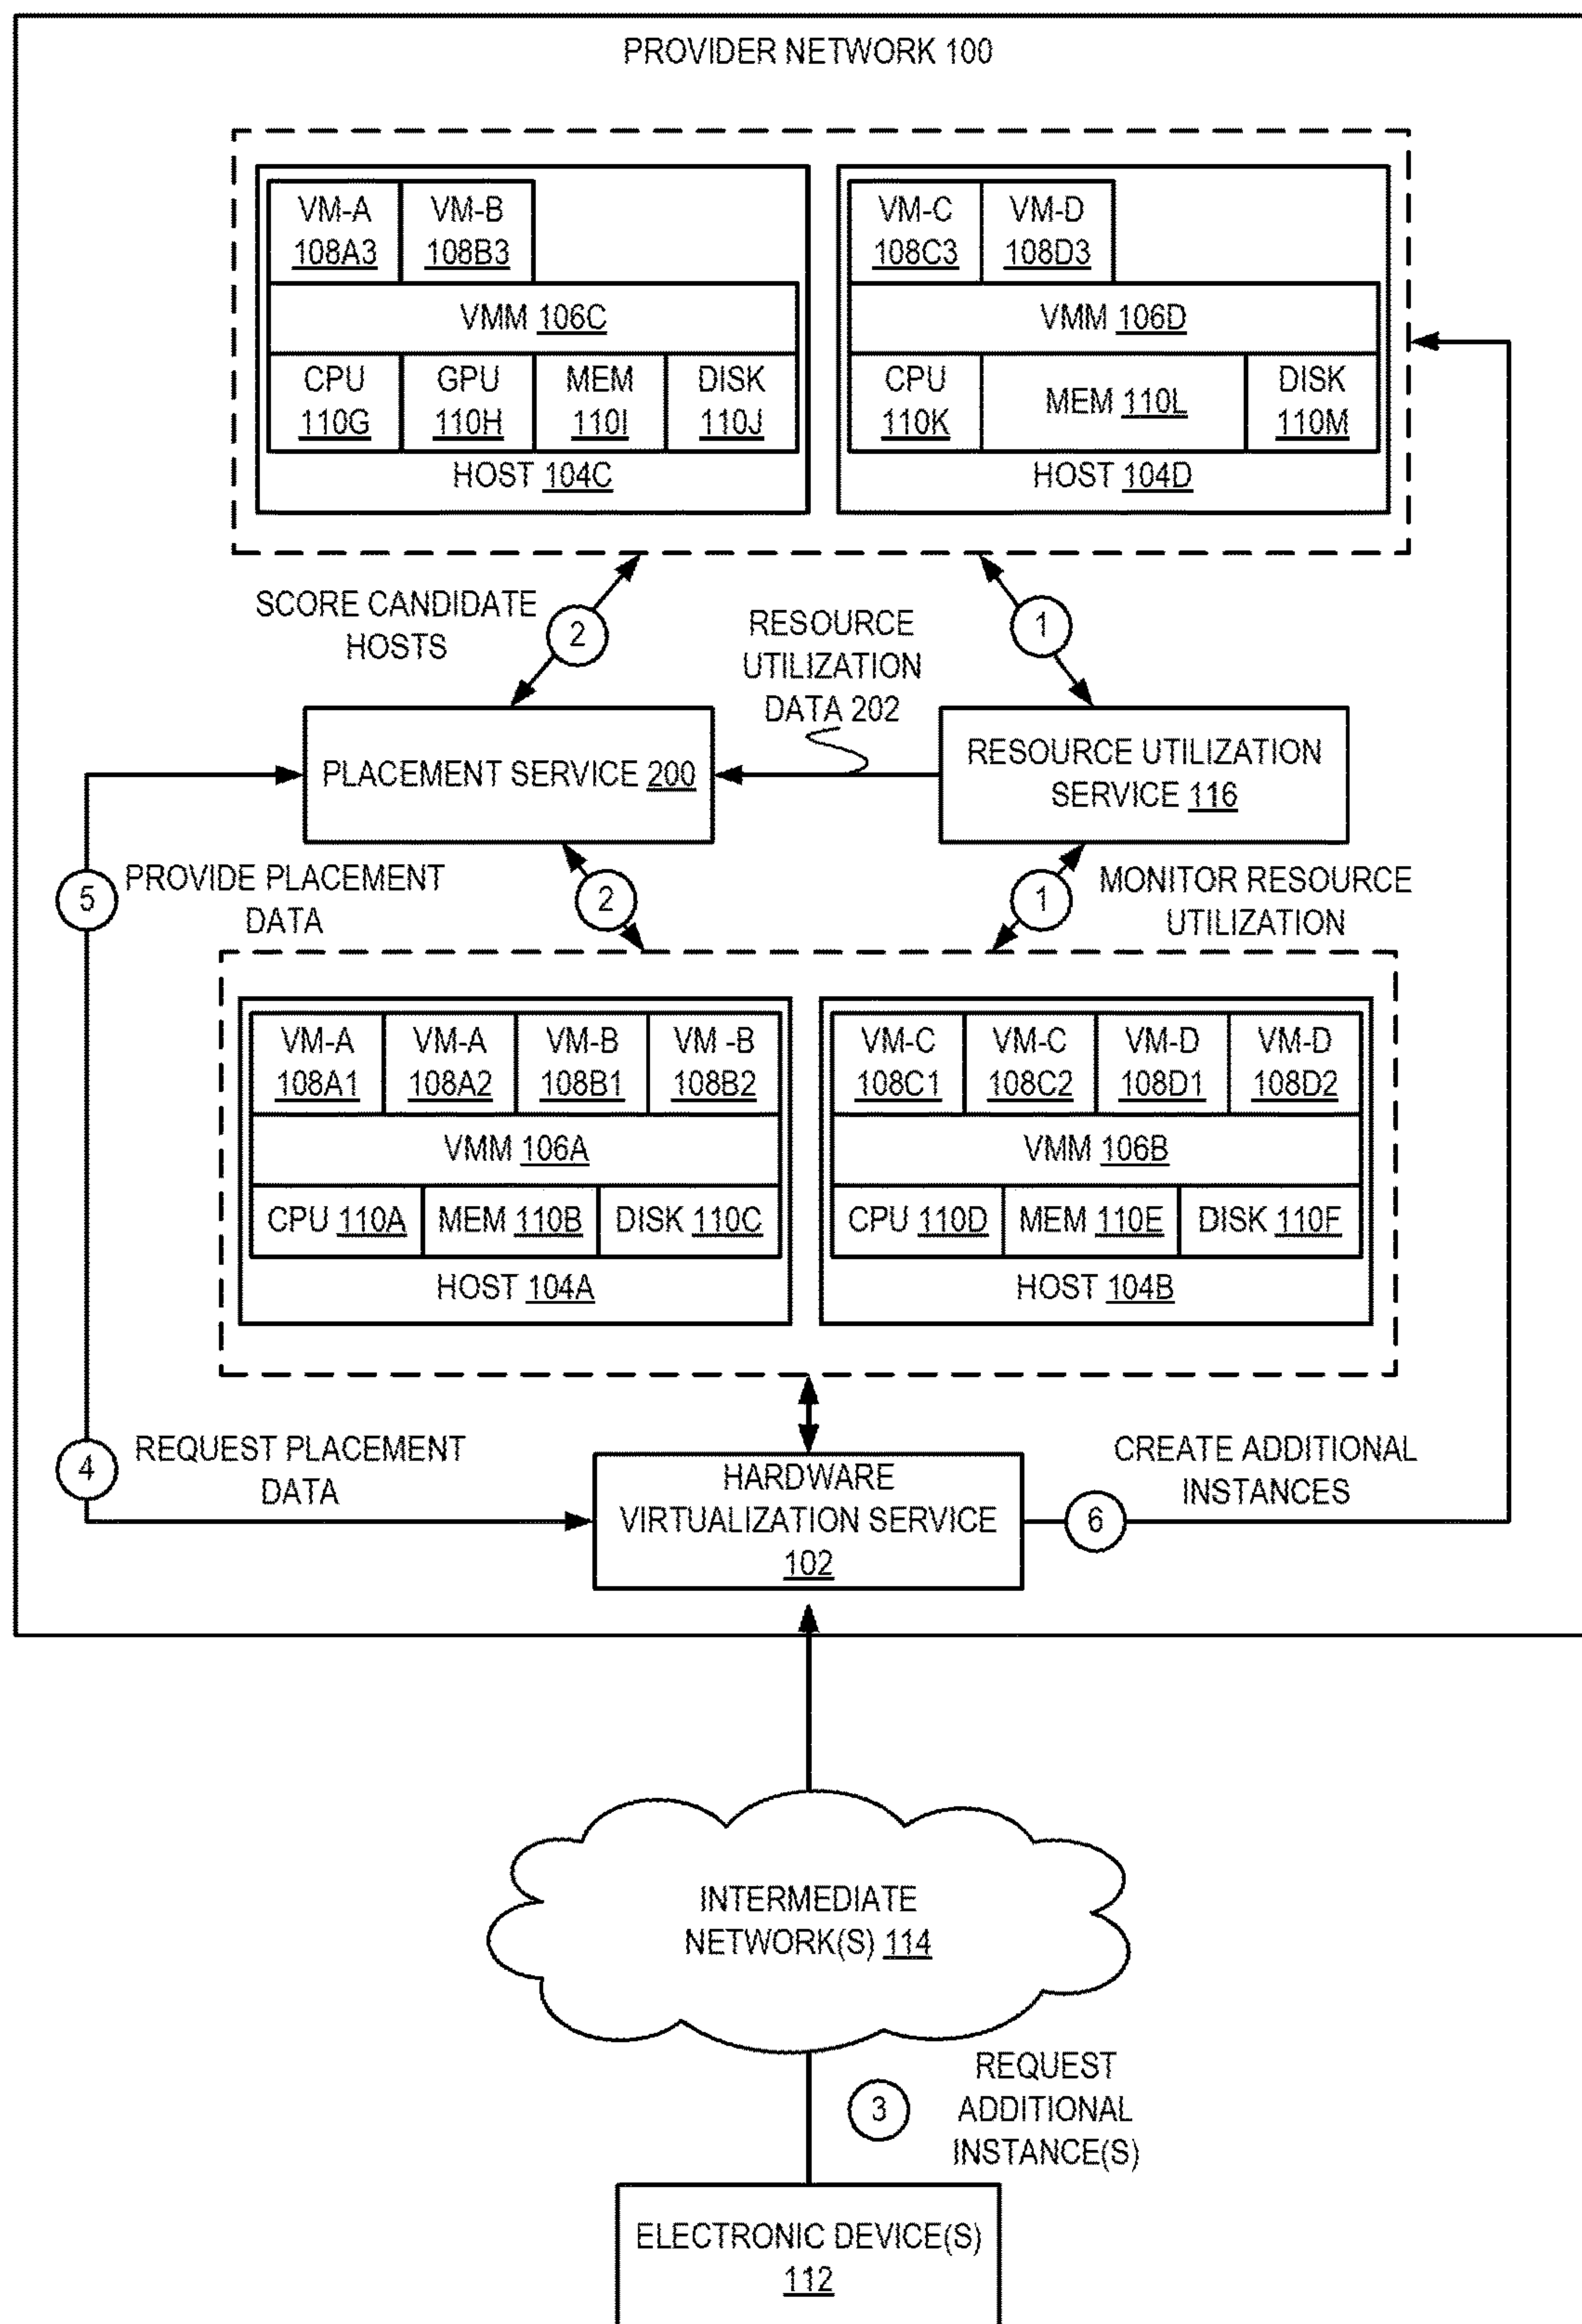 PROVIDER NETWORK 100
VM-A
108A3
VM-B
108B3
VMM 106C
CPU
110G
GPU
110H
MEM
110I
DISK
110J
HOST 104C
VM-C
108C3
VM-D
108D3
VMM 106D
CPU
110K
MEM 110L
DISK
110M
HOST 104D
SCORE CANDIDATE
HOSTS
2
RESOURCE
UTILIZATION
DATA 202
1
PLACEMENT SERVICE 200
RESOURCE UTILIZATION
SERVICE 116
5
PROVIDE PLACEMENT
DATA
2
1
MONITOR RESOURCE
UTILIZATION
VM-A
108A1
VM-A
108A2
VM-B
108B1
VM -B
108B2
VMM 106A
CPU 110A
MEM 110B
DISK 110C
HOST 104A
VM-C
108C1
VM-C
108C2
VM-D
108D1
VM-D
108D2
VMM 106B
CPU 110D
MEM 110E
DISK 110F
HOST 104B
4
REQUEST PLACEMENT
DATA
HARDWARE
VIRTUALIZATION SERVICE
102
6
CREATE ADDITIONAL
INSTANCES
INTERMEDIATE
NETWORK(S) 114
3
REQUEST
ADDITIONAL
INSTANCE(S)
ELECTRONIC DEVICE(S)
112